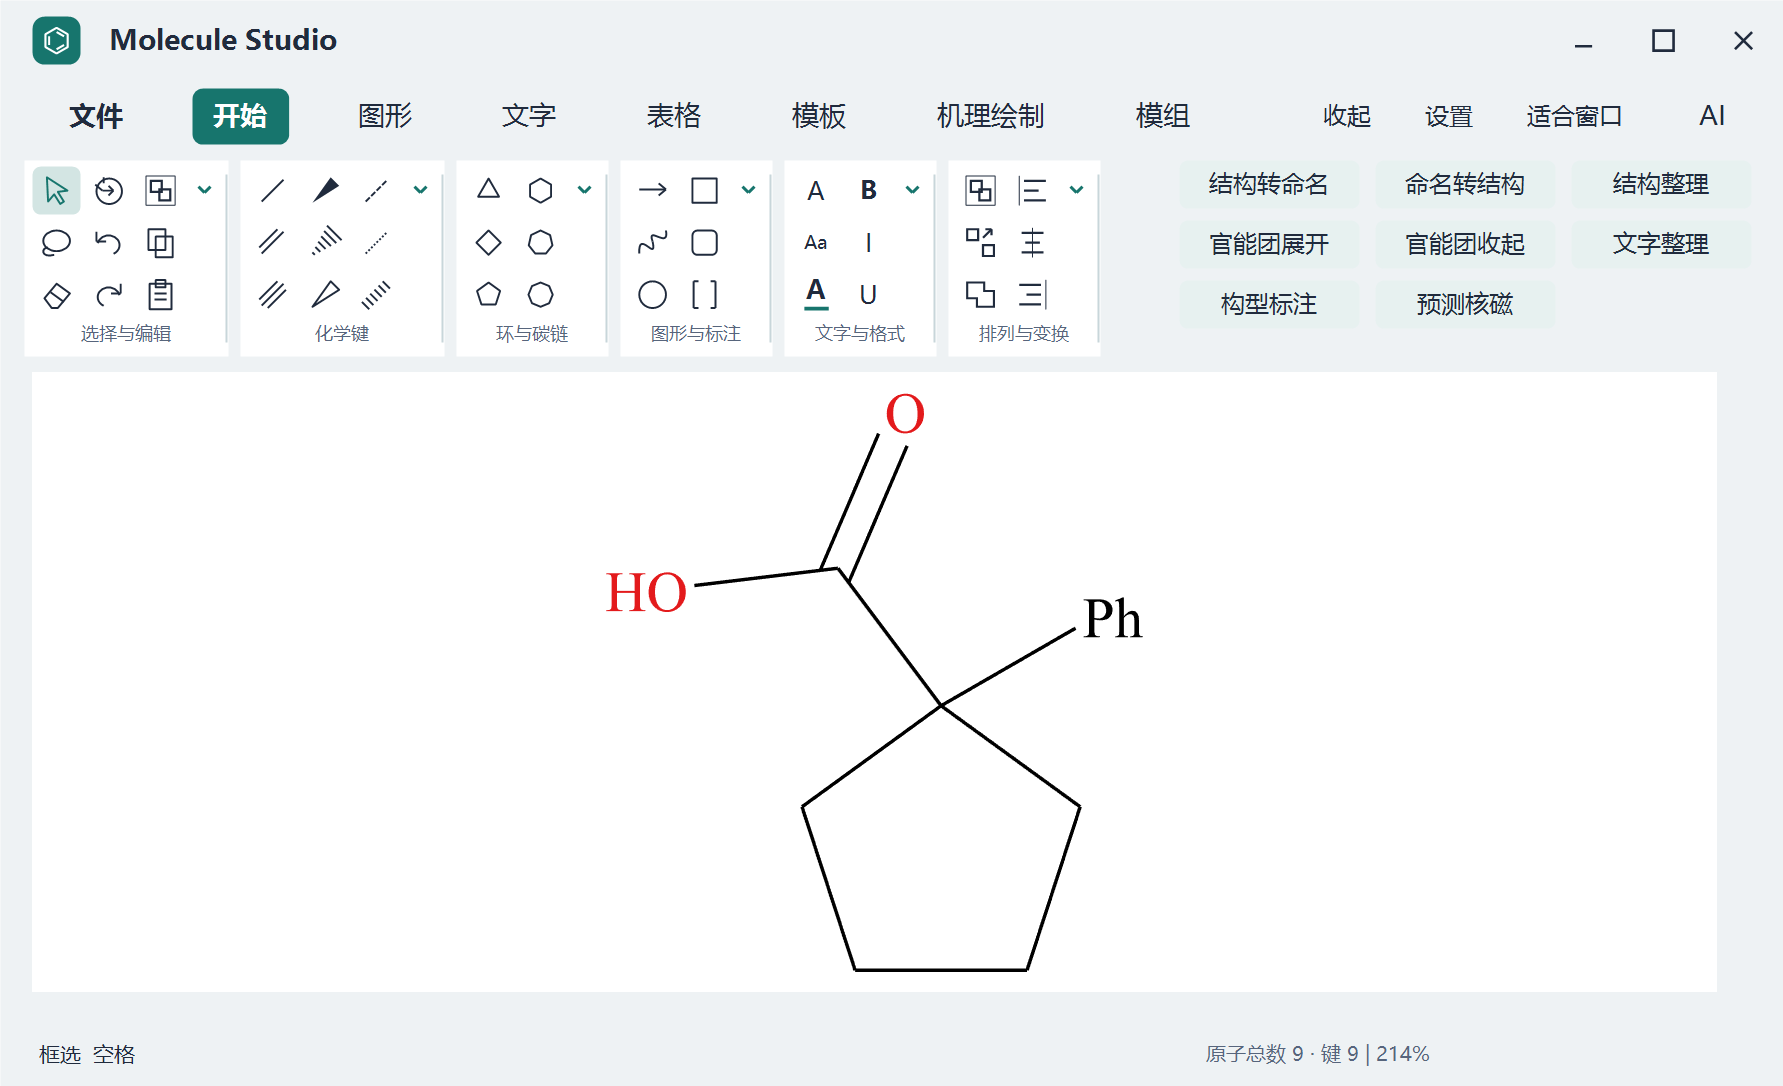 Molecule Studio
文件 开始 图形 文字 表格 模板 机理绘制 模组 收起 设置 适合窗口 AI
A B
Aa I
A U
选择与编辑 化学键 环与碳链 图形与标注 文字与格式 排列与变换
结构转命名 命名转结构 结构整理
官能团展开 官能团收起 文字整理
构型标注 预测核磁
O
HO
Ph
框选 空格
原子总数 9 · 键 9 | 214%